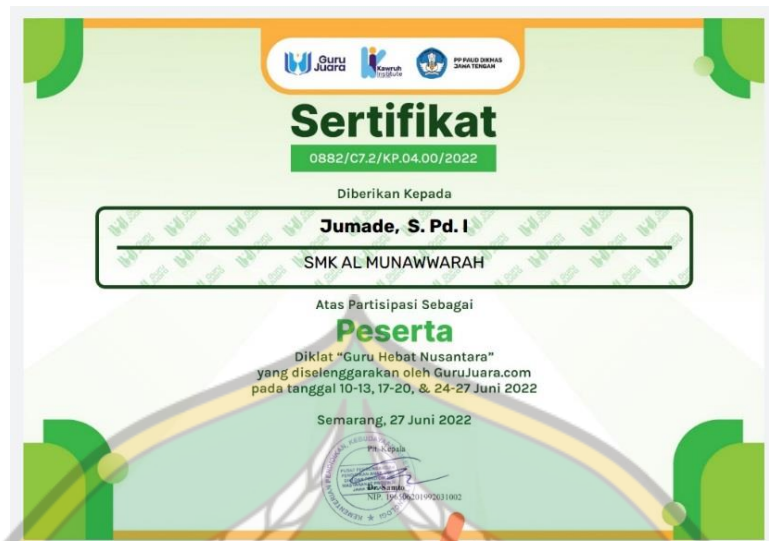 Guru
Juara
Kawruh
Institute
PP PAUD DIKMAS
JAWA TENGAH
Sertifikat
0882/C7.2/KP.04.00/2022
Diberikan Kepada
Jumade, S. Pd. I
SMK AL MUNAWWARAH
Atas Partisipasi Sebagai
Peserta
Diklat “Guru Hebat Nusantara”
yang diselenggarakan oleh GuruJuara.com
pada tanggal 10-13, 17-20, & 24-27 Juni 2022
Semarang, 27 Juni 2022
Plt. Kepala
NIP.